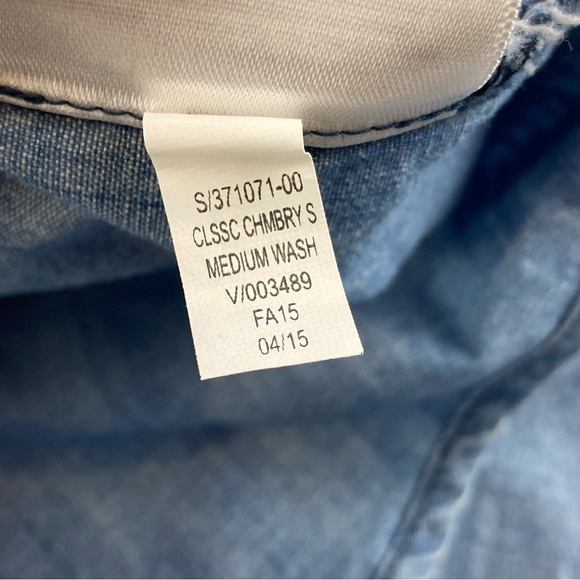 S/371071-00
CLSSC CHMBRY S
MEDIUM WASH
V/003489
FA15
04/15